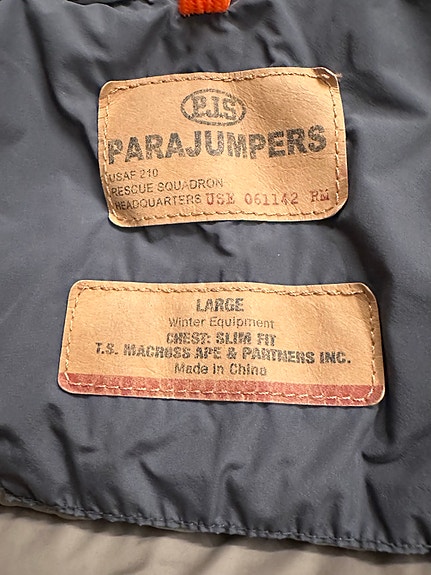 P.J.S
PARAJUMPERS
USAF 210
RESCUE SQUADRON
HEADQUARTERS USE 061142 RM
LARGE
Winter Equipment
CHEST: SLIM FIT
T.S. MACROSS APE & PARTNERS INC.
Made in China